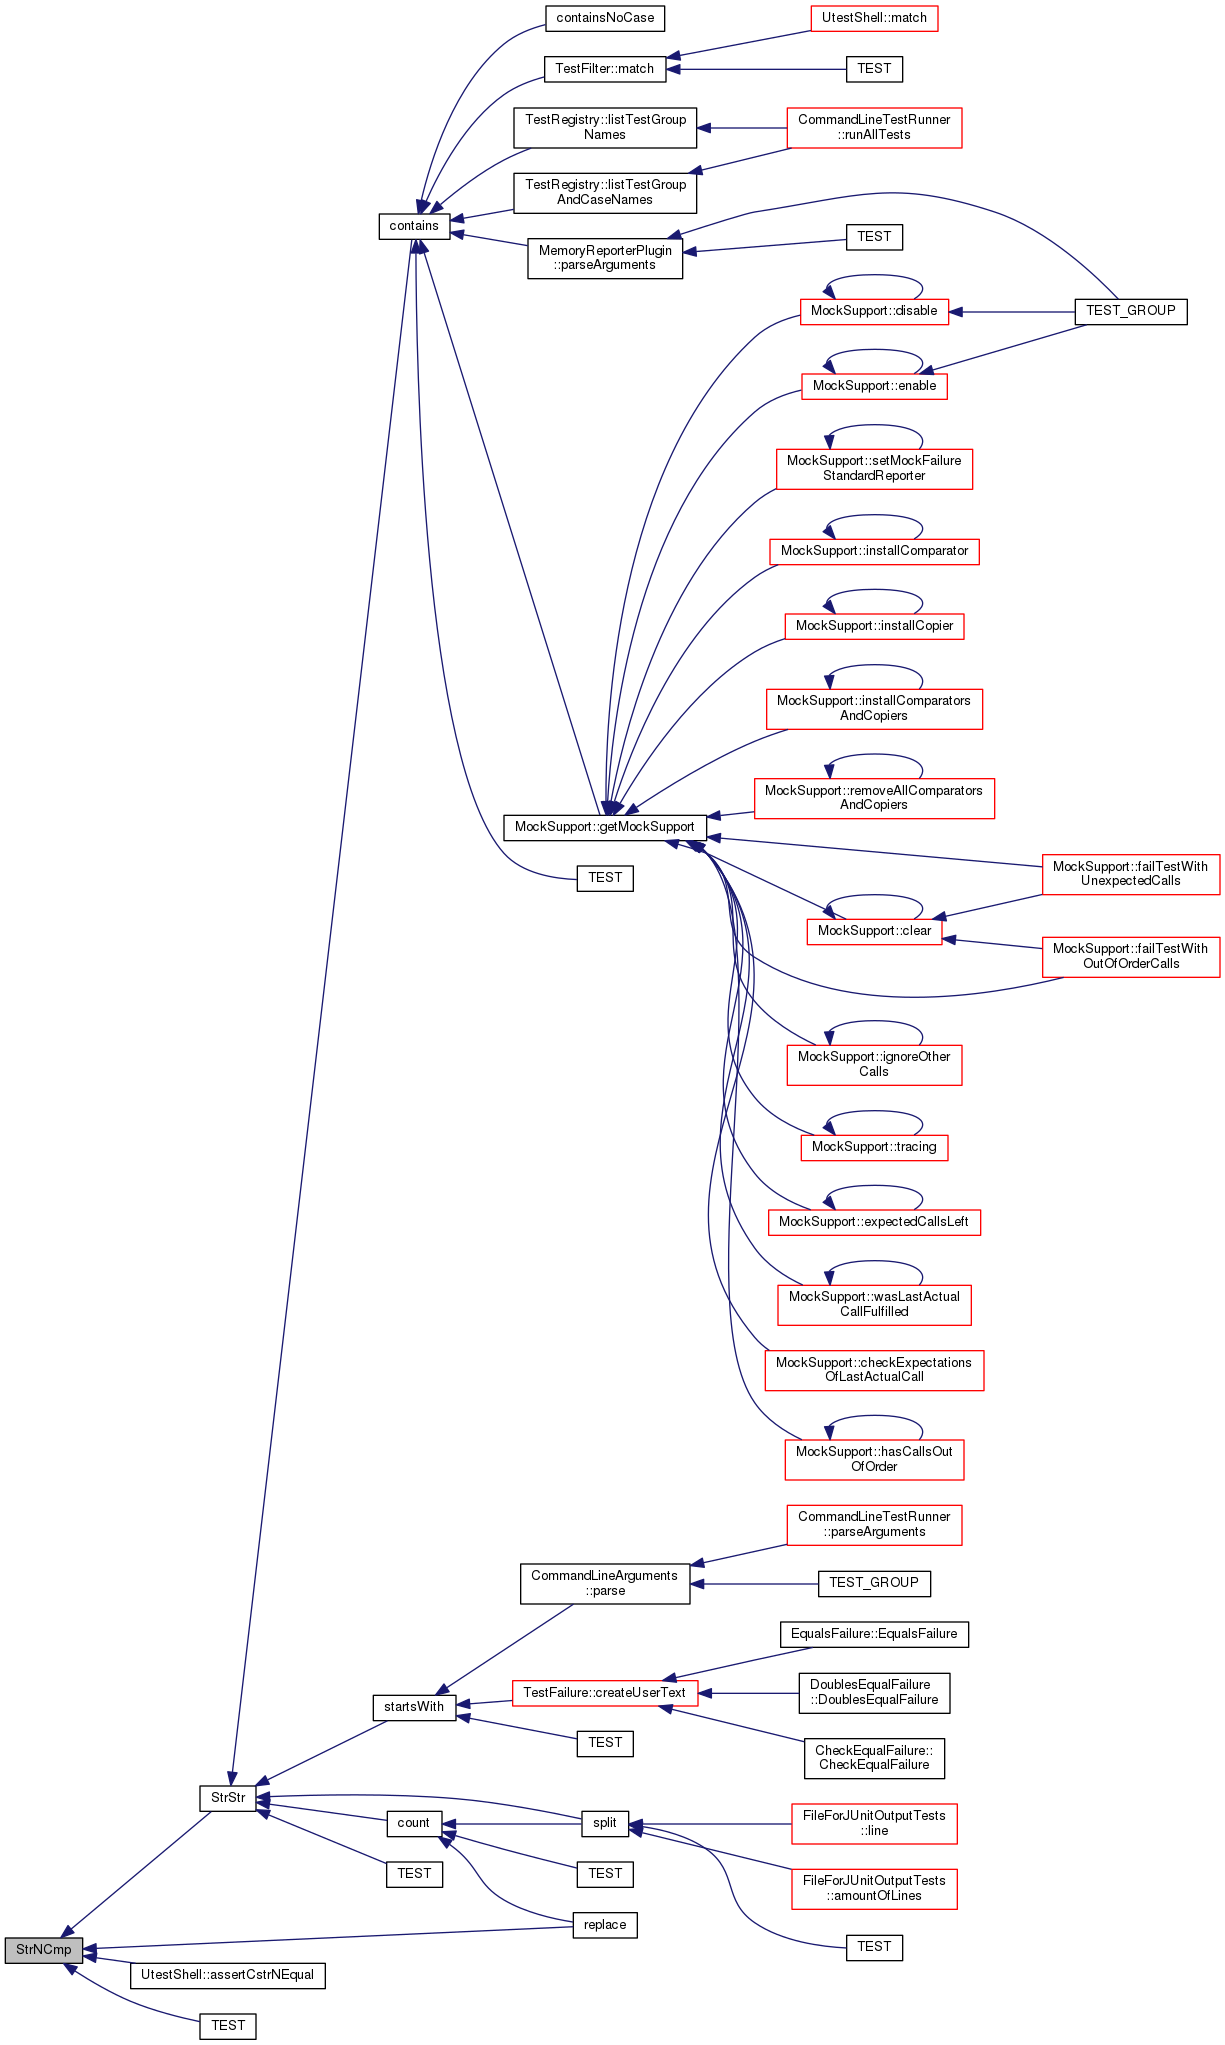 containsNoCase
UtestShell::match
TestFilter::match
TEST
TestRegistry::listTestGroup
Names
CommandLineTestRunner
::runAllTests
TestRegistry::listTestGroup
AndCaseNames
contains
MemoryReporterPlugin
::parseArguments
TEST
MockSupport::disable
TEST_GROUP
MockSupport::enable
MockSupport::setMockFailure
StandardReporter
MockSupport::installComparator
MockSupport::installCopier
MockSupport::installComparators
AndCopiers
MockSupport::removeAllComparators
AndCopiers
MockSupport::getMockSupport
TEST
MockSupport::failTestWith
UnexpectedCalls
MockSupport::clear
MockSupport::failTestWith
OutOfOrderCalls
MockSupport::ignoreOther
Calls
MockSupport::tracing
MockSupport::expectedCallsLeft
MockSupport::wasLastActual
CallFulfilled
MockSupport::checkExpectations
OfLastActualCall
MockSupport::hasCallsOut
OfOrder
CommandLineTestRunner
::parseArguments
CommandLineArguments
::parse
TEST_GROUP
EqualsFailure::EqualsFailure
startsWith
TestFailure::createUserText
DoublesEqualFailure
::DoublesEqualFailure
TEST
CheckEqualFailure::
CheckEqualFailure
StrStr
count
split
FileForJUnitOutputTests
::line
TEST
TEST
FileForJUnitOutputTests
::amountOfLines
replace
TEST
StrNCmp
UtestShell::assertCstrNEqual
TEST